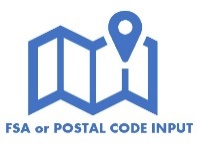 FSA or POSTAL CODE INPUT